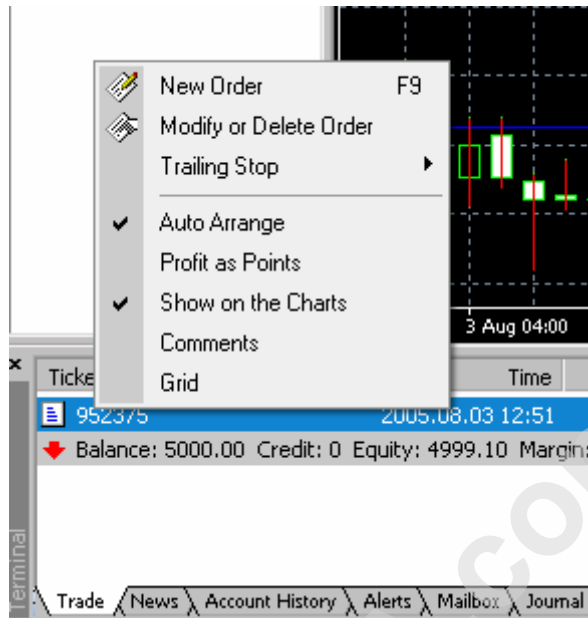 New Order F9
Modify or Delete Order
Trailing Stop
Auto Arrange
Profit as Points
Show on the Charts
Comments
Grid
3 Aug 04:00
Ticke Time
952375 2005.08.03 12:51
Balance: 5000.00 Credit: 0 Equity: 4999.10 Margin:
Terminal
Trade News Account History Alerts Mailbox Journal